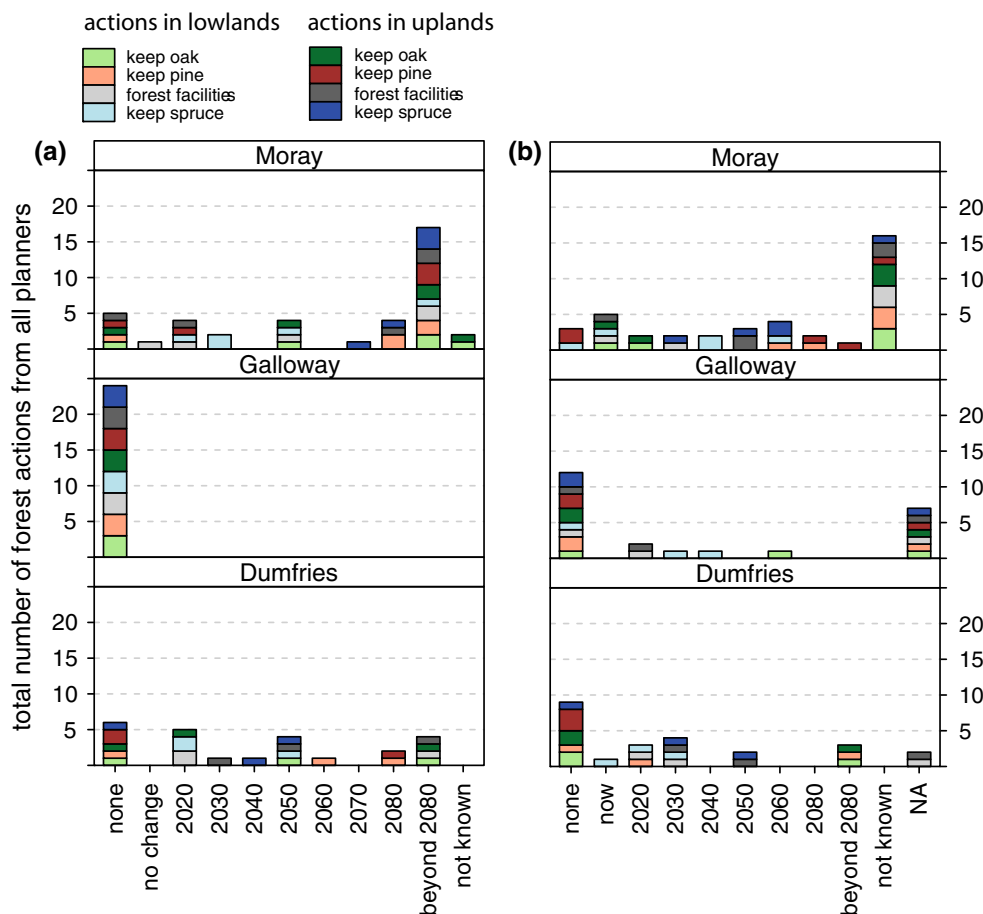 actions in lowlands
keep oak
keep pine
forest facilities
keep spruce
actions in uplands
keep oak
keep pine
forest facilities
keep spruce
total number of forest actions from all planners
(a)
Moray
20
15
10
5
Galloway
20
15
10
5
Dumfries
20
15
10
5
none
no change
2020
2030
2040
2050
2060
2070
2080
beyond 2080
not known
(b)
Moray
20
15
10
5
Galloway
20
15
10
5
Dumfries
20
15
10
5
none
now
2020
2030
2040
2050
2060
2080
beyond 2080
not known
NA